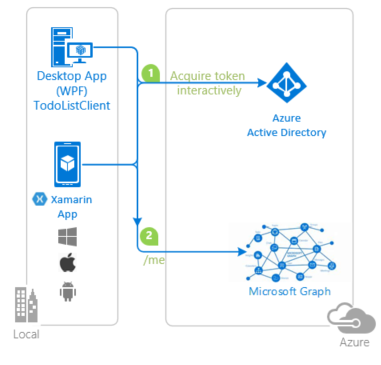 Desktop App
(WPF)
TodoListClient
1
Acquire token
interactively
Azure
Active Directory
Xamarin
App
2
/me
Microsoft Graph
Local
Azure